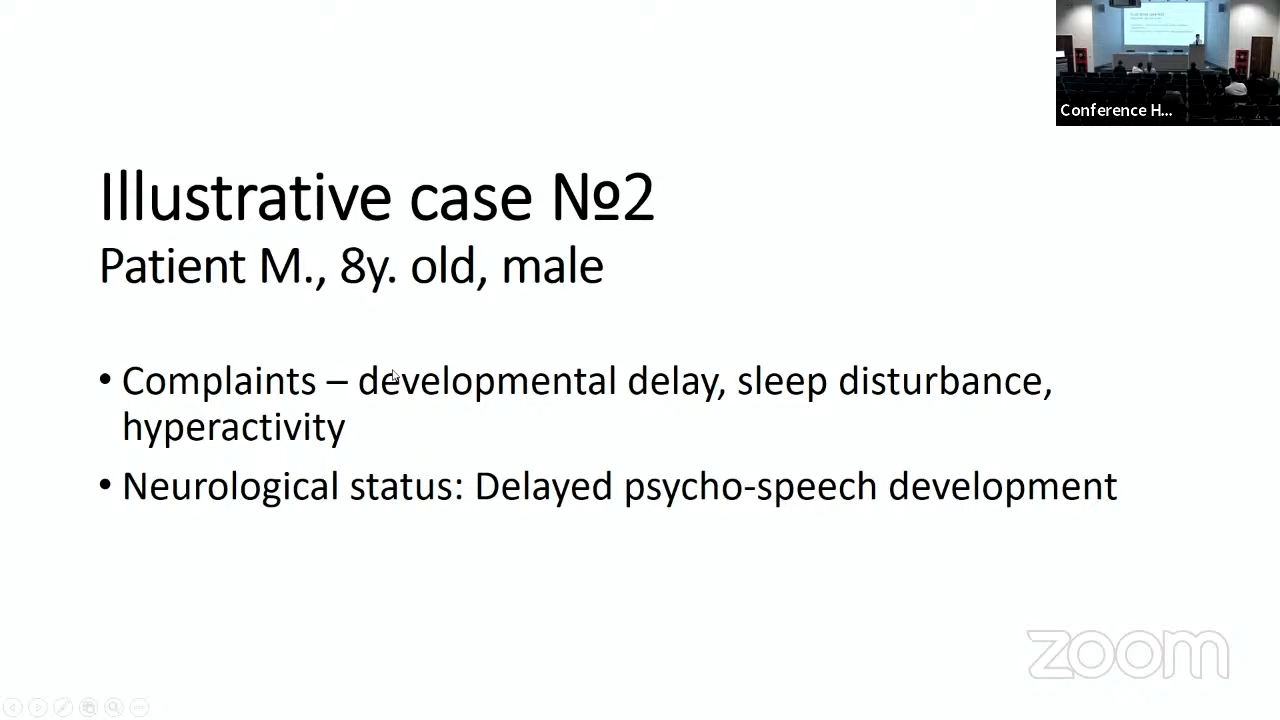 Conference H...
Illustrative case №2
Patient M., 8y. old, male
• Complaints – developmental delay, sleep disturbance,
hyperactivity
• Neurological status: Delayed psycho-speech development
zoom